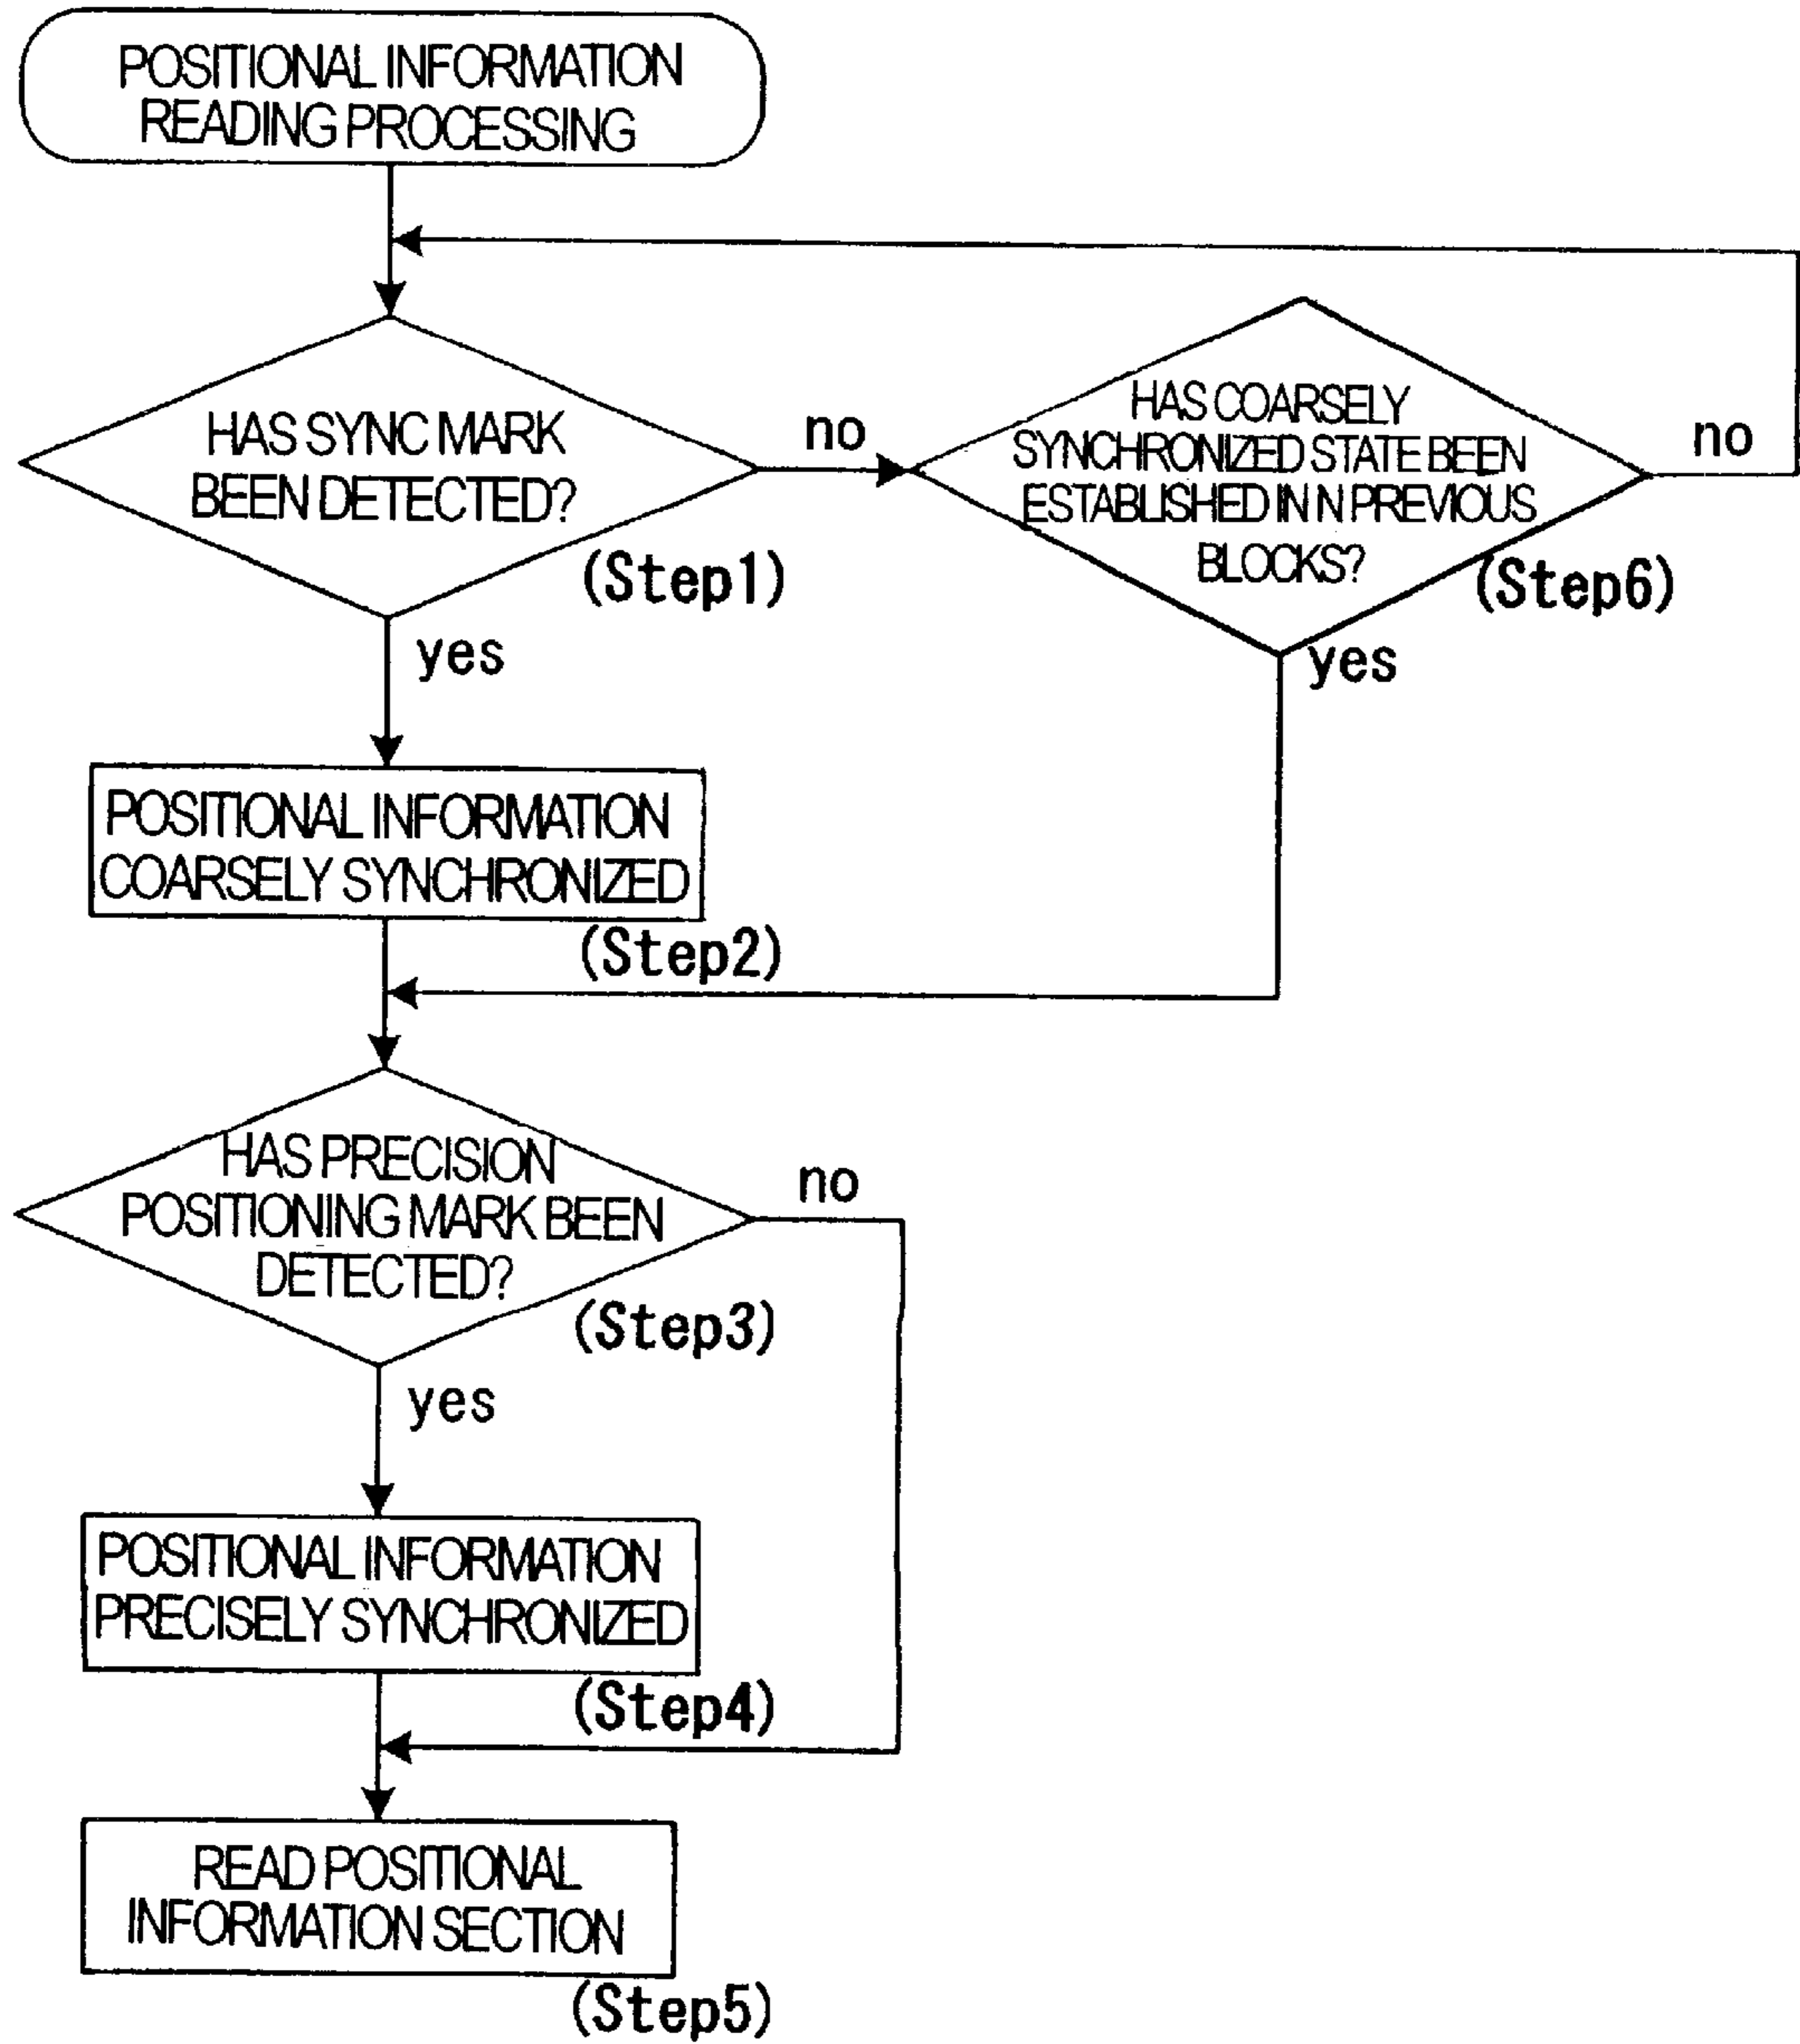 POSITIONAL INFORMATION
READING PROCESSING
HAS SYNC MARK
BEEN DETECTED?
(Step1)
no
HAS COARSELY
SYNCHRONIZED STATE BEEN
ESTABLISHED IN N PREVIOUS
BLOCKS?
(Step6)
no
yes
yes
POSITIONAL INFORMATION
COARSELY SYNCHRONIZED
(Step2)
HAS PRECISION
POSITIONING MARK BEEN
DETECTED?
(Step3)
no
yes
POSITIONAL INFORMATION
PRECISELY SYNCHRONIZED
(Step4)
READ POSITIONAL
INFORMATION SECTION
(Step5)